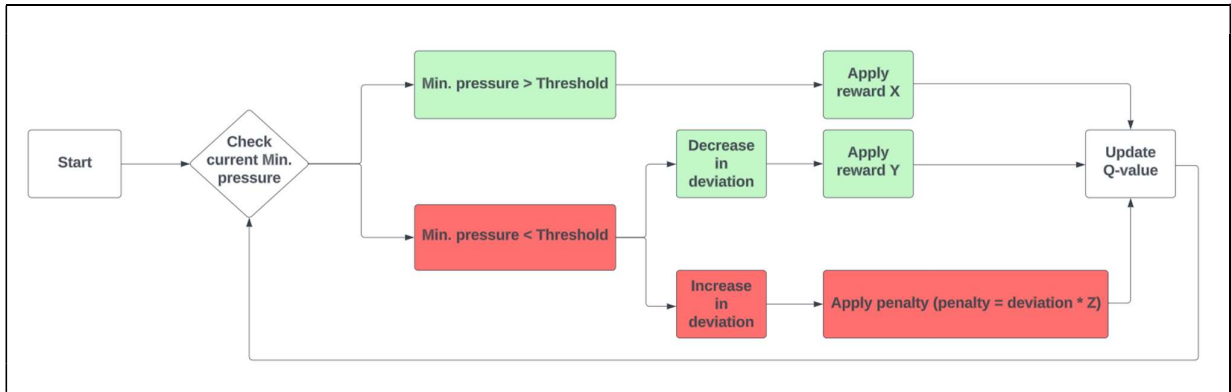 Start
Check
current Min.
pressure
Min. pressure > Threshold
Apply
reward X
Min. pressure < Threshold
Decrease
in
deviation
Apply
reward Y
Increase
in
deviation
Apply penalty (penalty = deviation * Z)
Update
Q-value